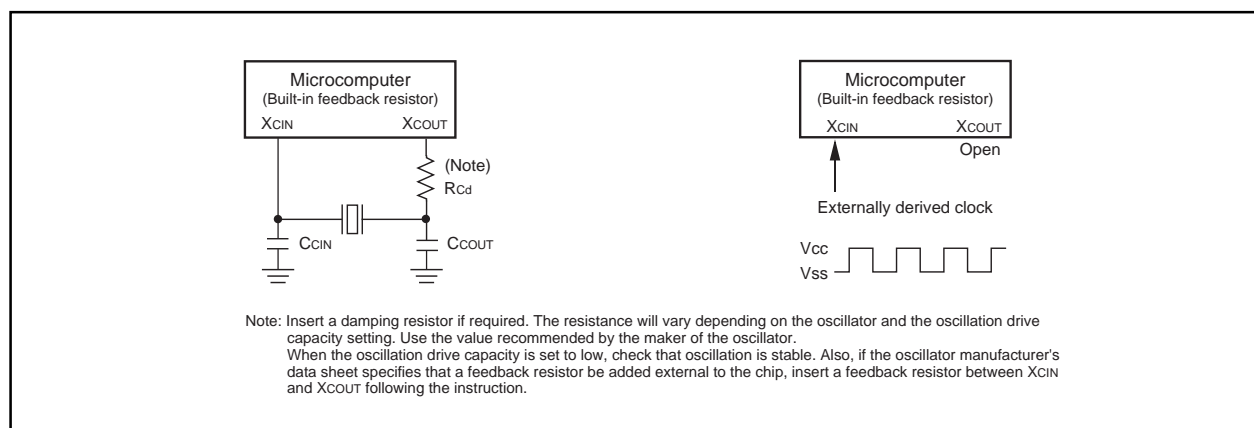 Microcomputer
(Built-in feedback resistor)
XCIN XCOUT
(Note)
RCd
CCIN CCOUT
Microcomputer
(Built-in feedback resistor)
XCIN XCOUT
Open
Externally derived clock
Vcc
Vss
Note: Insert a damping resistor if required. The resistance will vary depending on the oscillator and the oscillation drive
capacity setting. Use the value recommended by the maker of the oscillator.
When the oscillation drive capacity is set to low, check that oscillation is stable. Also, if the oscillator manufacturer's
data sheet specifies that a feedback resistor be added external to the chip, insert a feedback resistor between XCIN
and XCOUT following the instruction.